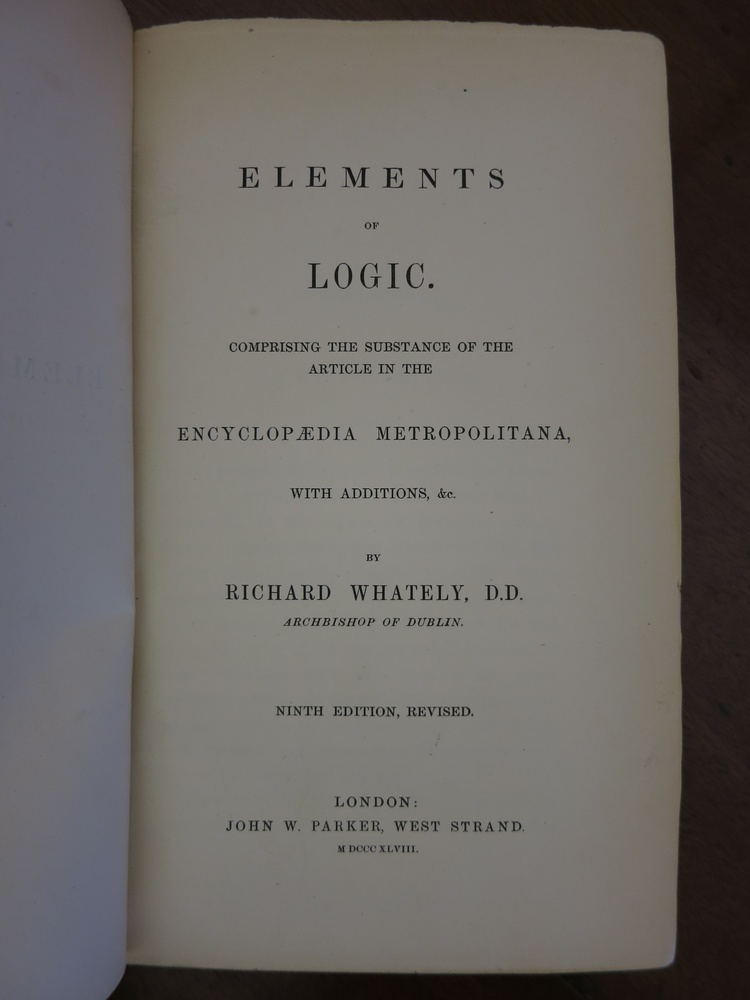 ELEMENTS
OF
LOGIC.
COMPRISING THE SUBSTANCE OF THE
ARTICLE IN THE
ENCYCLOPÆDIA METROPOLITANA,
WITH ADDITIONS, &c.
BY
RICHARD WHATELY, D.D.
ARCHBISHOP OF DUBLIN.
NINTH EDITION, REVISED.
LONDON:
JOHN W. PARKER, WEST STRAND.
M DCCC XLVIII.